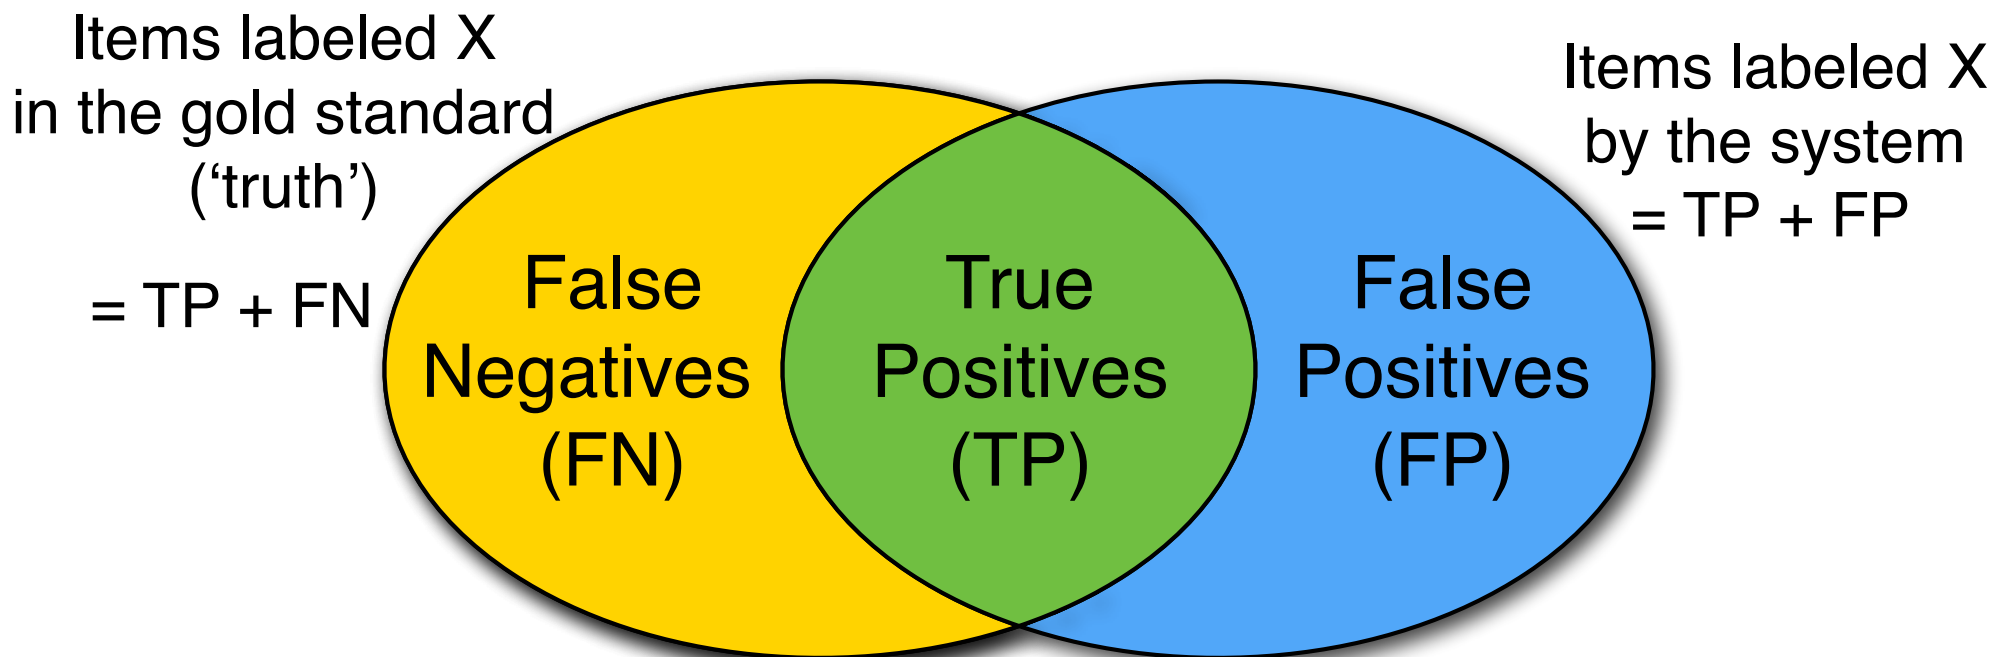 Items labeled X
in the gold standard
(‘truth’)
= TP + FN
Items labeled X
by the system
= TP + FP
False
Negatives
(FN)
True
Positives
(TP)
False
Positives
(FP)